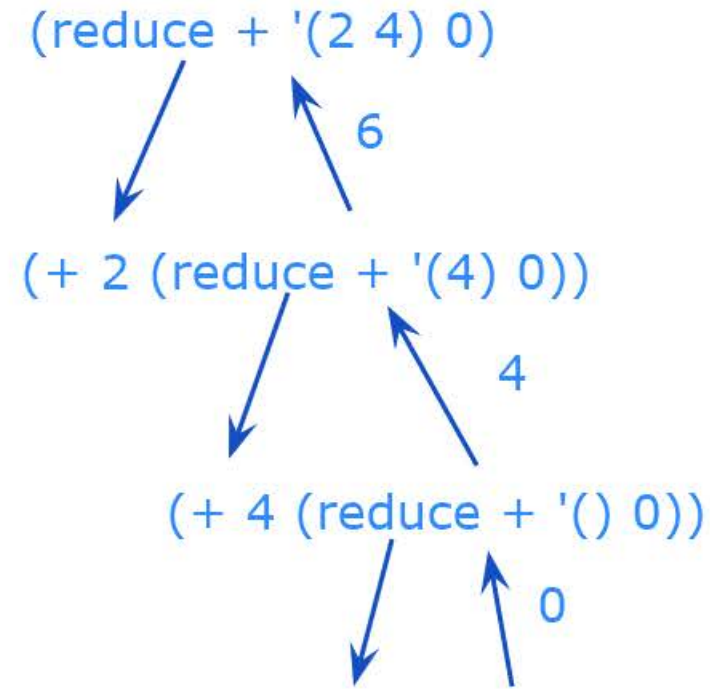 (reduce + '(2 4) 0)
6
(+ 2 (reduce + '(4) 0))
4
(+ 4 (reduce + '() 0))
0